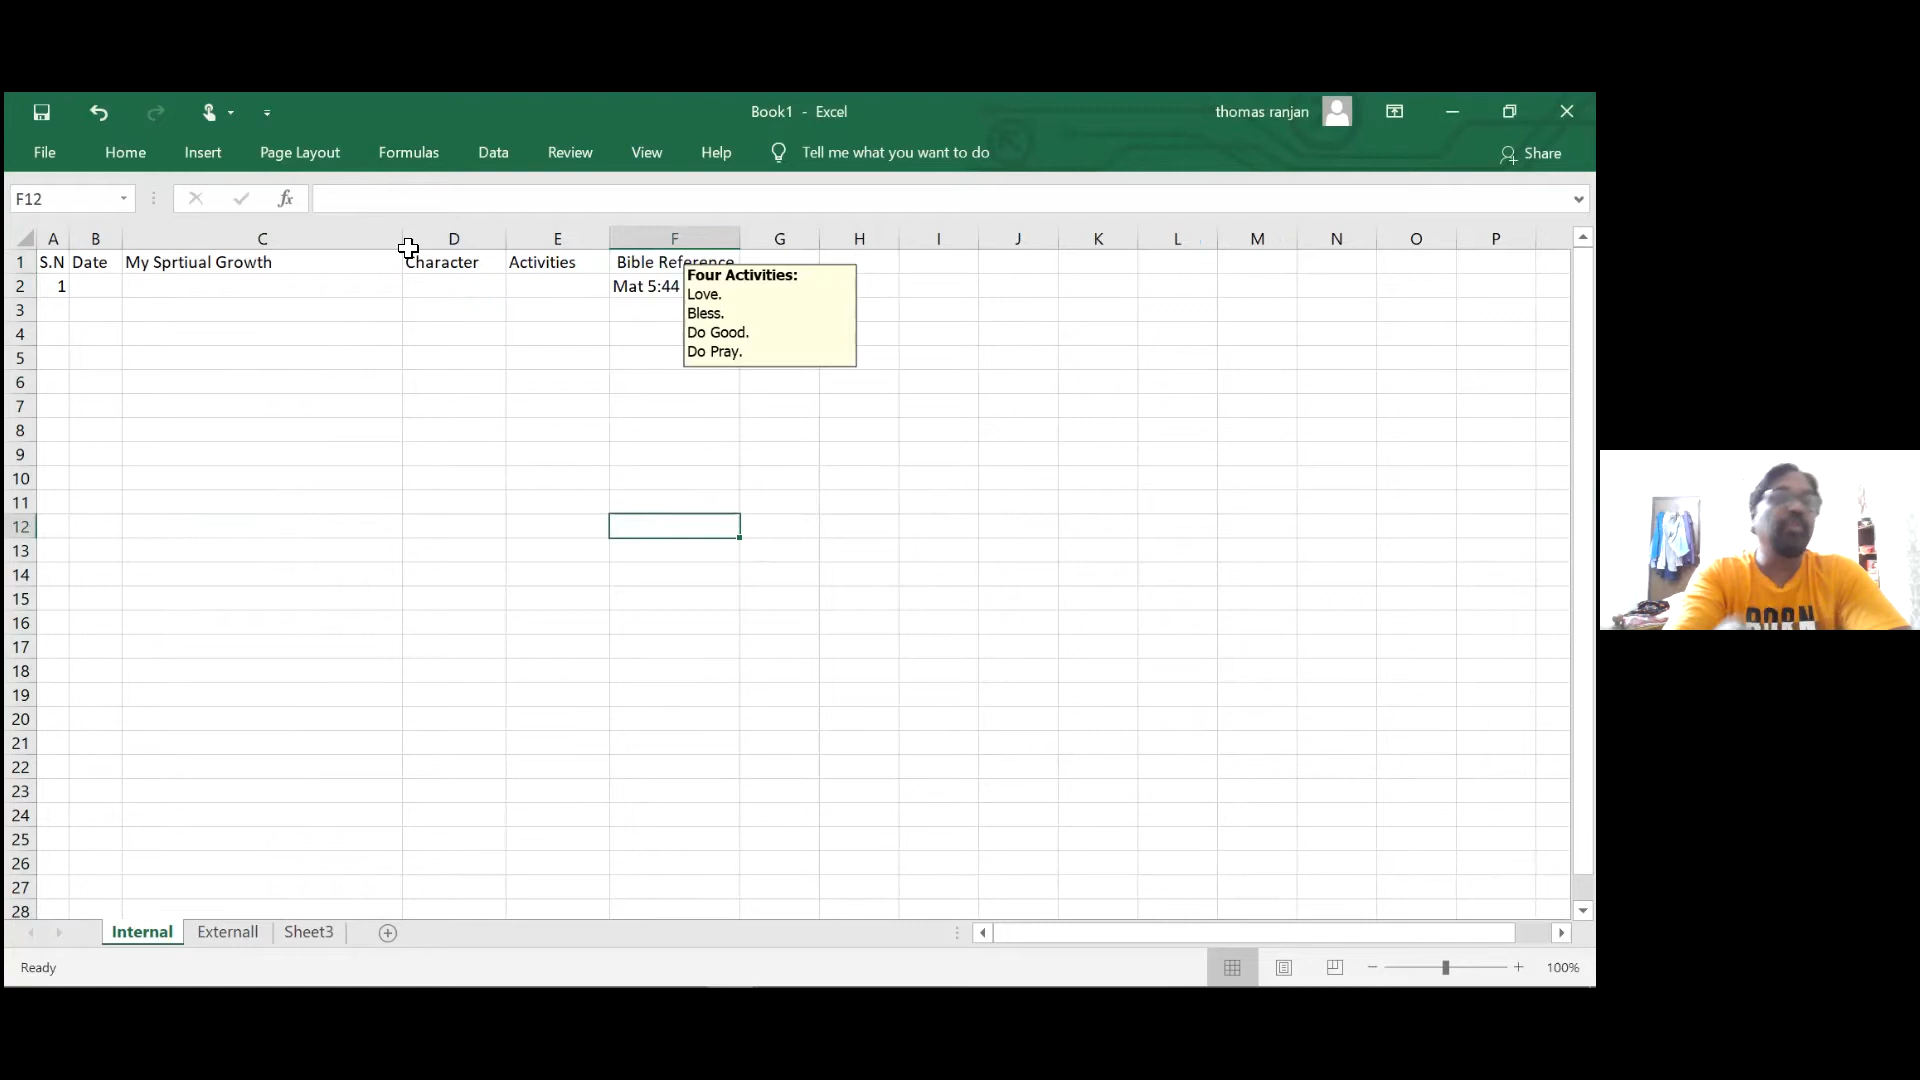 Book1 - Excel
thomas ranjan
File Home Insert Page Layout Formulas Data Review View Help Tell me what you want to do Share
F12 fx
A B C D E F G H I J K L M N O P
1 S.N Date My Sprtiual Growth Character Activities Bible Reference
2 1 Mat 5:44
Four Activities:
Love.
Bless.
Do Good.
Do Pray.
3
4
5
6
7
8
9
10
11
12
13
14
15
16
17
18
19
20
21
22
23
24
25
26
27
28
Internal Externall Sheet3
Ready 100%
BORN